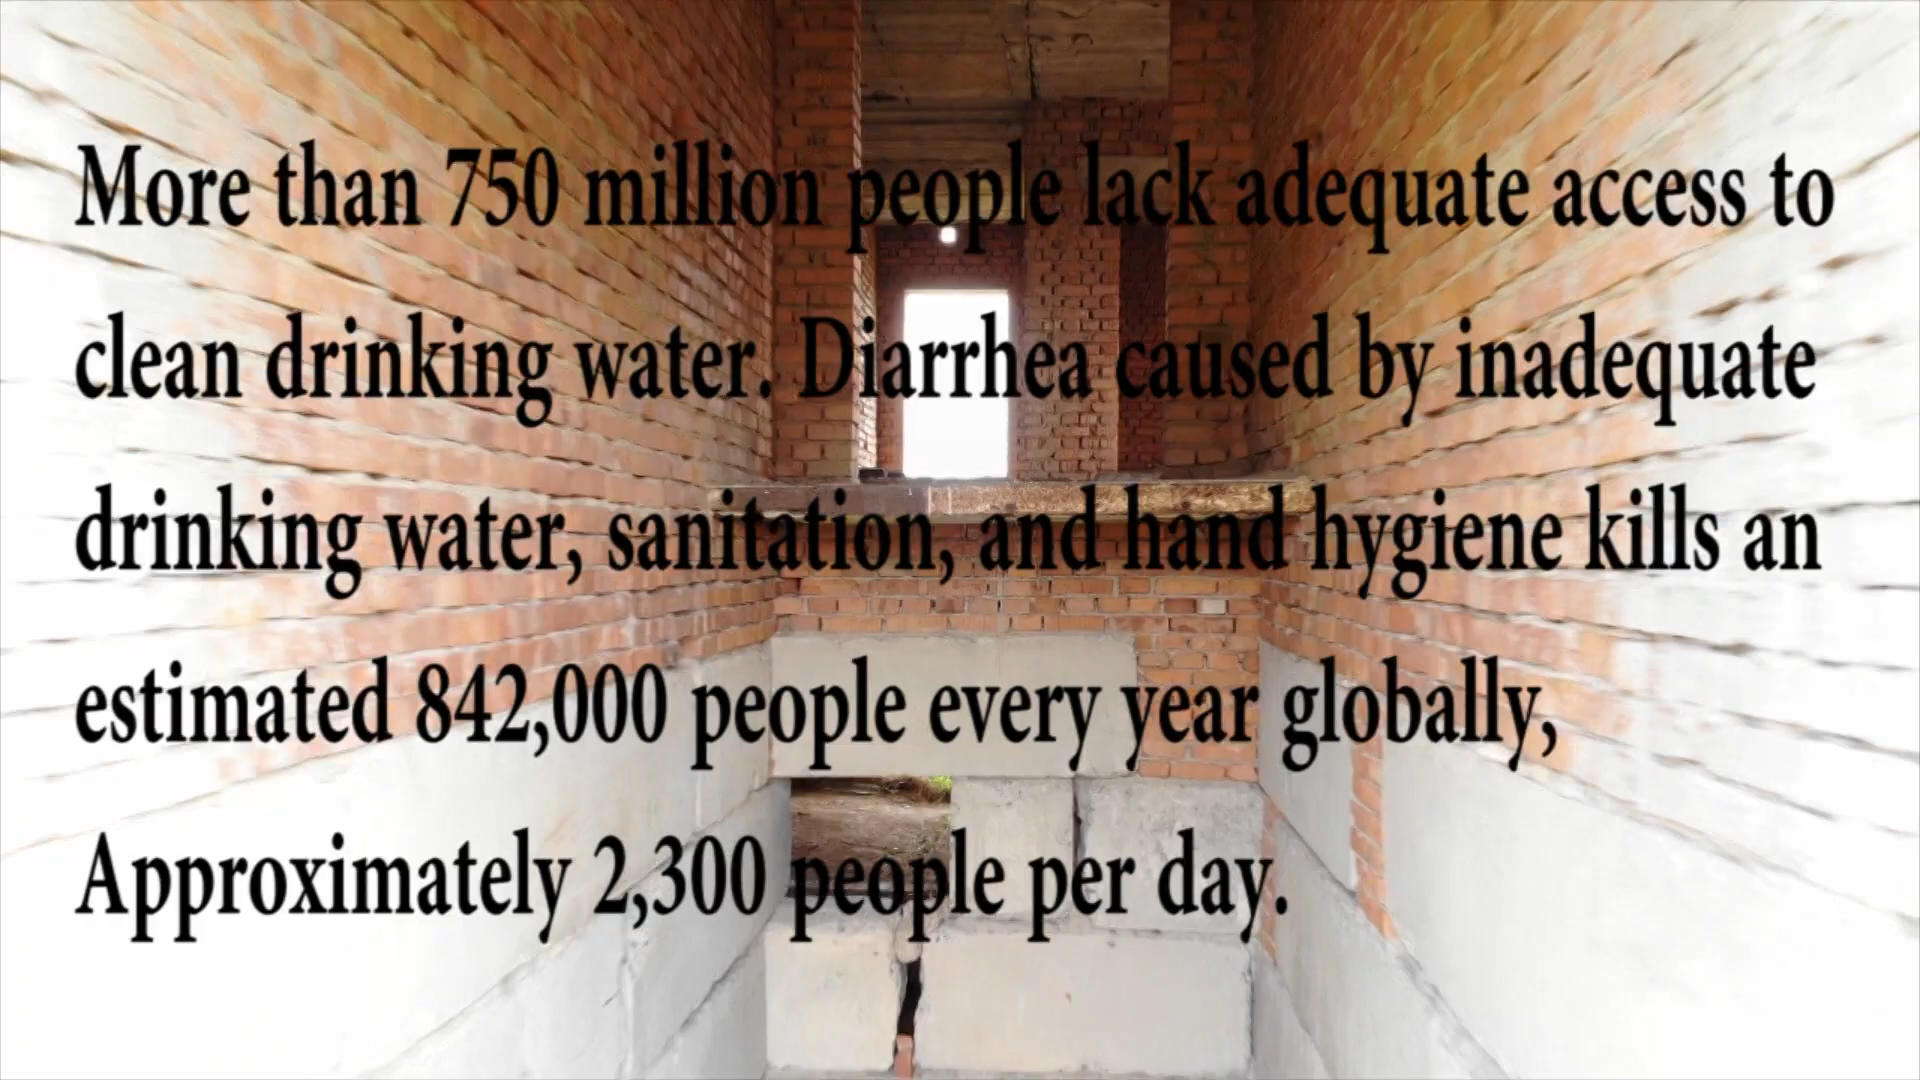 More than 750 million people lack adequate access to
clean drinking water. Diarrhea caused by inadequate
drinking water, sanitation, and hand hygiene kills an
estimated 842,000 people every year globally,
Approximately 2,300 people per day.